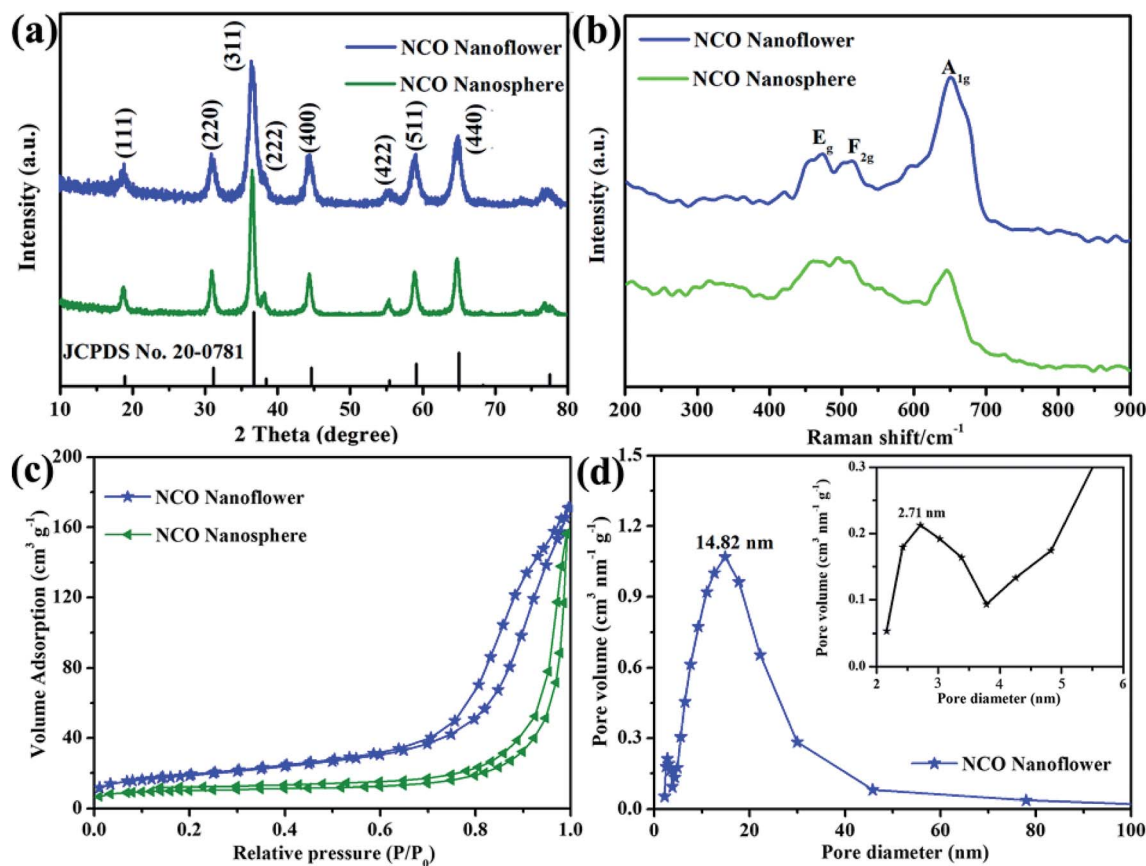 (a)
(111)
(220)
(311)
(222)
(400)
(422)
(511)
(440)
NCO Nanoflower
NCO Nanosphere
JCPDS No. 20-0781
Intensity (a.u.)
10 20 30 40 50 60 70 80
2 Theta (degree)
(b)
NCO Nanoflower
NCO Nanosphere
Eg
F2g
A1g
Intensity (a.u.)
200 300 400 500 600 700 800 900
Raman shift/cm-1
(c)
NCO Nanoflower
NCO Nanosphere
Volume Adsorption (cm3 g-1)
200
160
120
80
40
0
0.0 0.2 0.4 0.6 0.8 1.0
Relative pressure (P/P0)
(d)
14.82 nm
NCO Nanoflower
Pore volume (cm3 nm-1 g-1)
1.5
1.2
0.9
0.6
0.3
0.0
0 20 40 60 80 100
Pore diameter (nm)
2.71 nm
Pore volume (cm3 nm-1 g-1)
0.3
0.2
0.1
0.0
2 3 4 5 6
Pore diameter (nm)